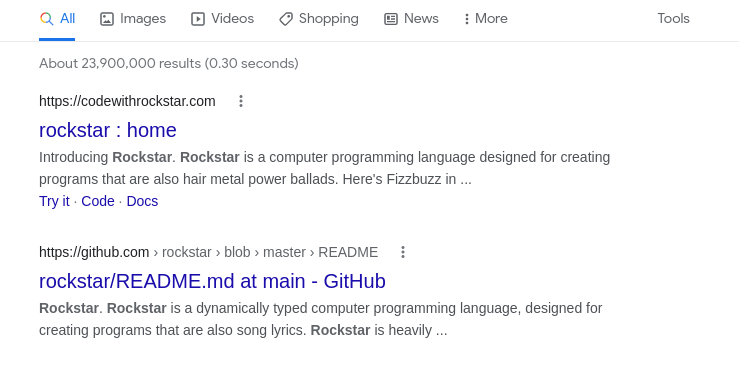 All Images Videos Shopping News More Tools
About 23,900,000 results (0.30 seconds)
https://codewithrockstar.com
rockstar : home
Introducing Rockstar. Rockstar is a computer programming language designed for creating
programs that are also hair metal power ballads. Here's Fizzbuzz in ...
Try it · Code · Docs
https://github.com › rockstar › blob › master › README
rockstar/README.md at main - GitHub
Rockstar. Rockstar is a dynamically typed computer programming language, designed for
creating programs that are also song lyrics. Rockstar is heavily ...